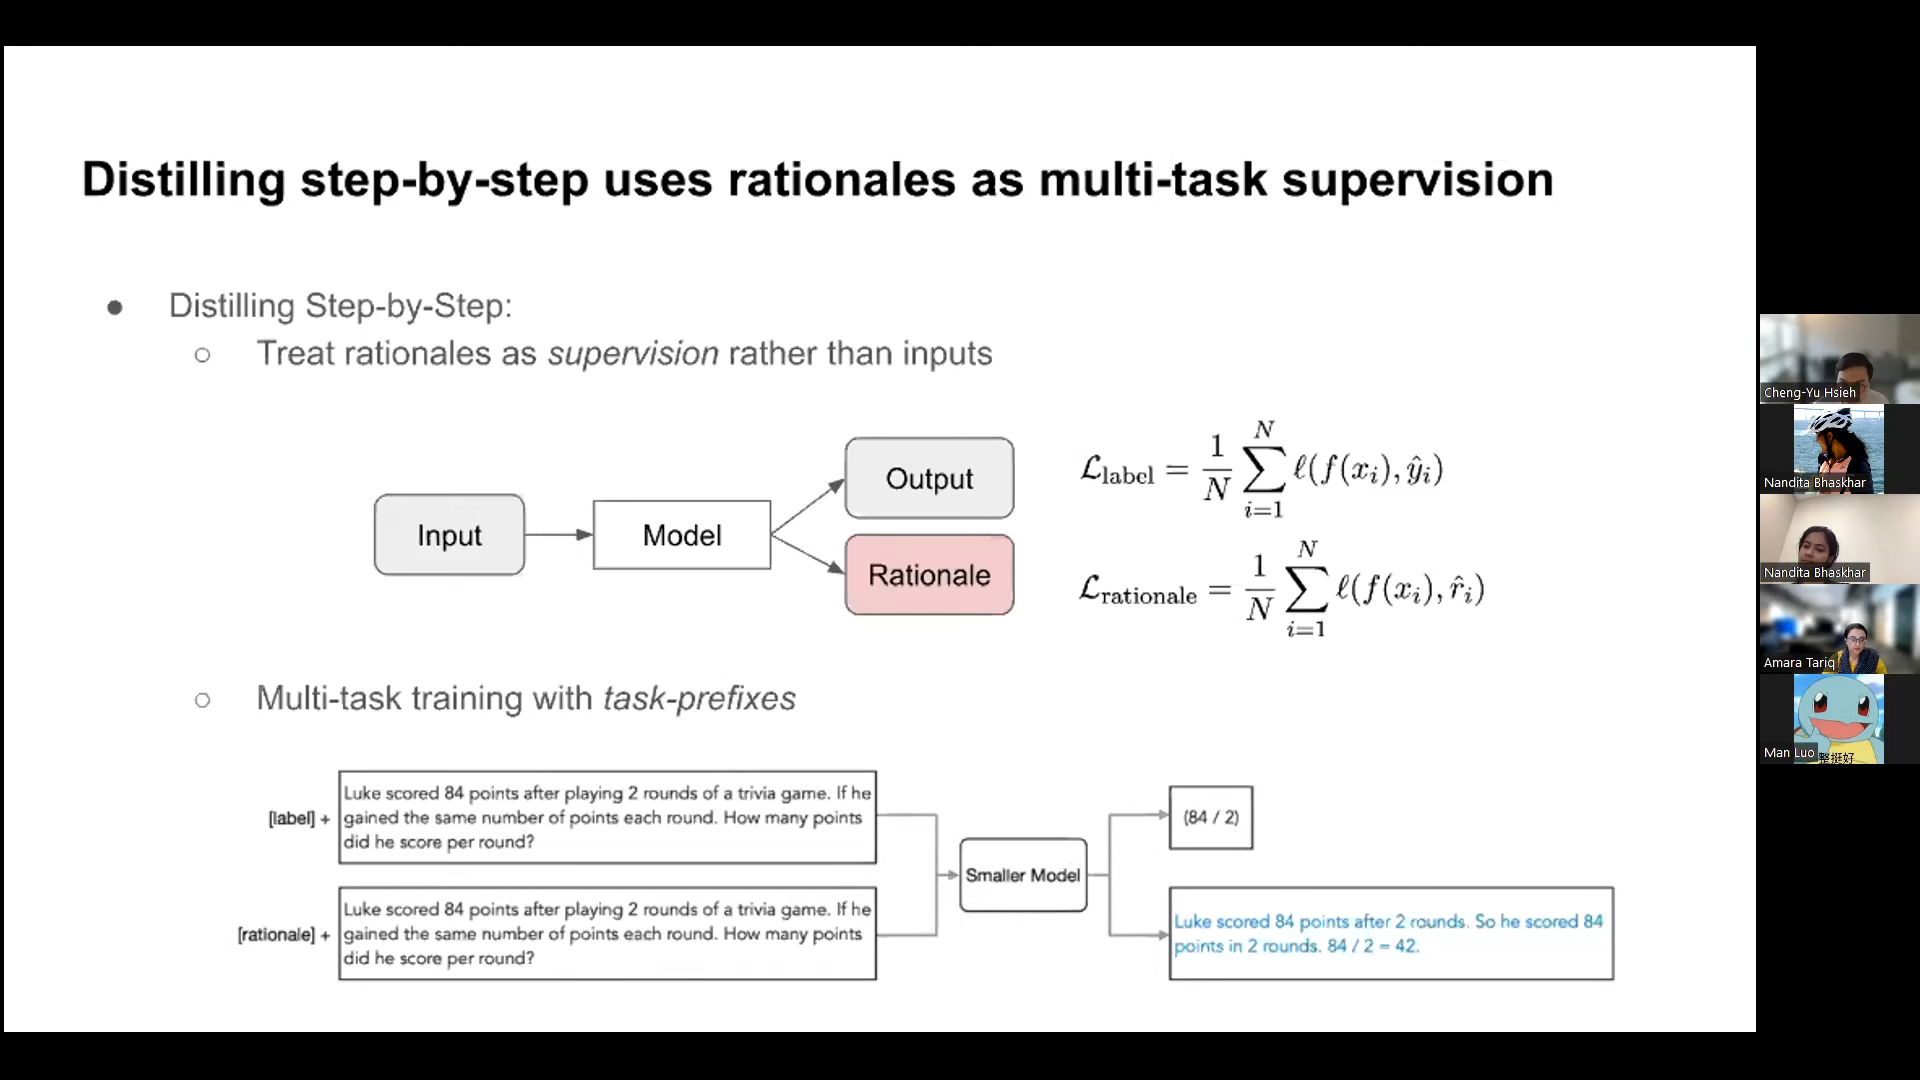 Distilling step-by-step uses rationales as multi-task supervision
● Distilling Step-by-Step:
○ Treat rationales as supervision rather than inputs
Input
Model
Output
Rationale
\mathcal{L}_{\text{label}} = \frac{1}{N} \sum_{i=1}^{N} \ell(f(x_i), \hat{y}_i)
\mathcal{L}_{\text{rationale}} = \frac{1}{N} \sum_{i=1}^{N} \ell(f(x_i), \hat{r}_i)
○ Multi-task training with task-prefixes
[label] +
Luke scored 84 points after playing 2 rounds of a trivia game. If he
gained the same number of points each round. How many points
did he score per round?
[rationale] +
Luke scored 84 points after playing 2 rounds of a trivia game. If he
gained the same number of points each round. How many points
did he score per round?
Smaller Model
(84 / 2)
Luke scored 84 points after 2 rounds. So he scored 84
points in 2 rounds. 84 / 2 = 42.
Cheng-Yu Hsieh
Nandita Bhaskhar
Nandita Bhaskhar
Amara Tariq
Man Luo
整挺好